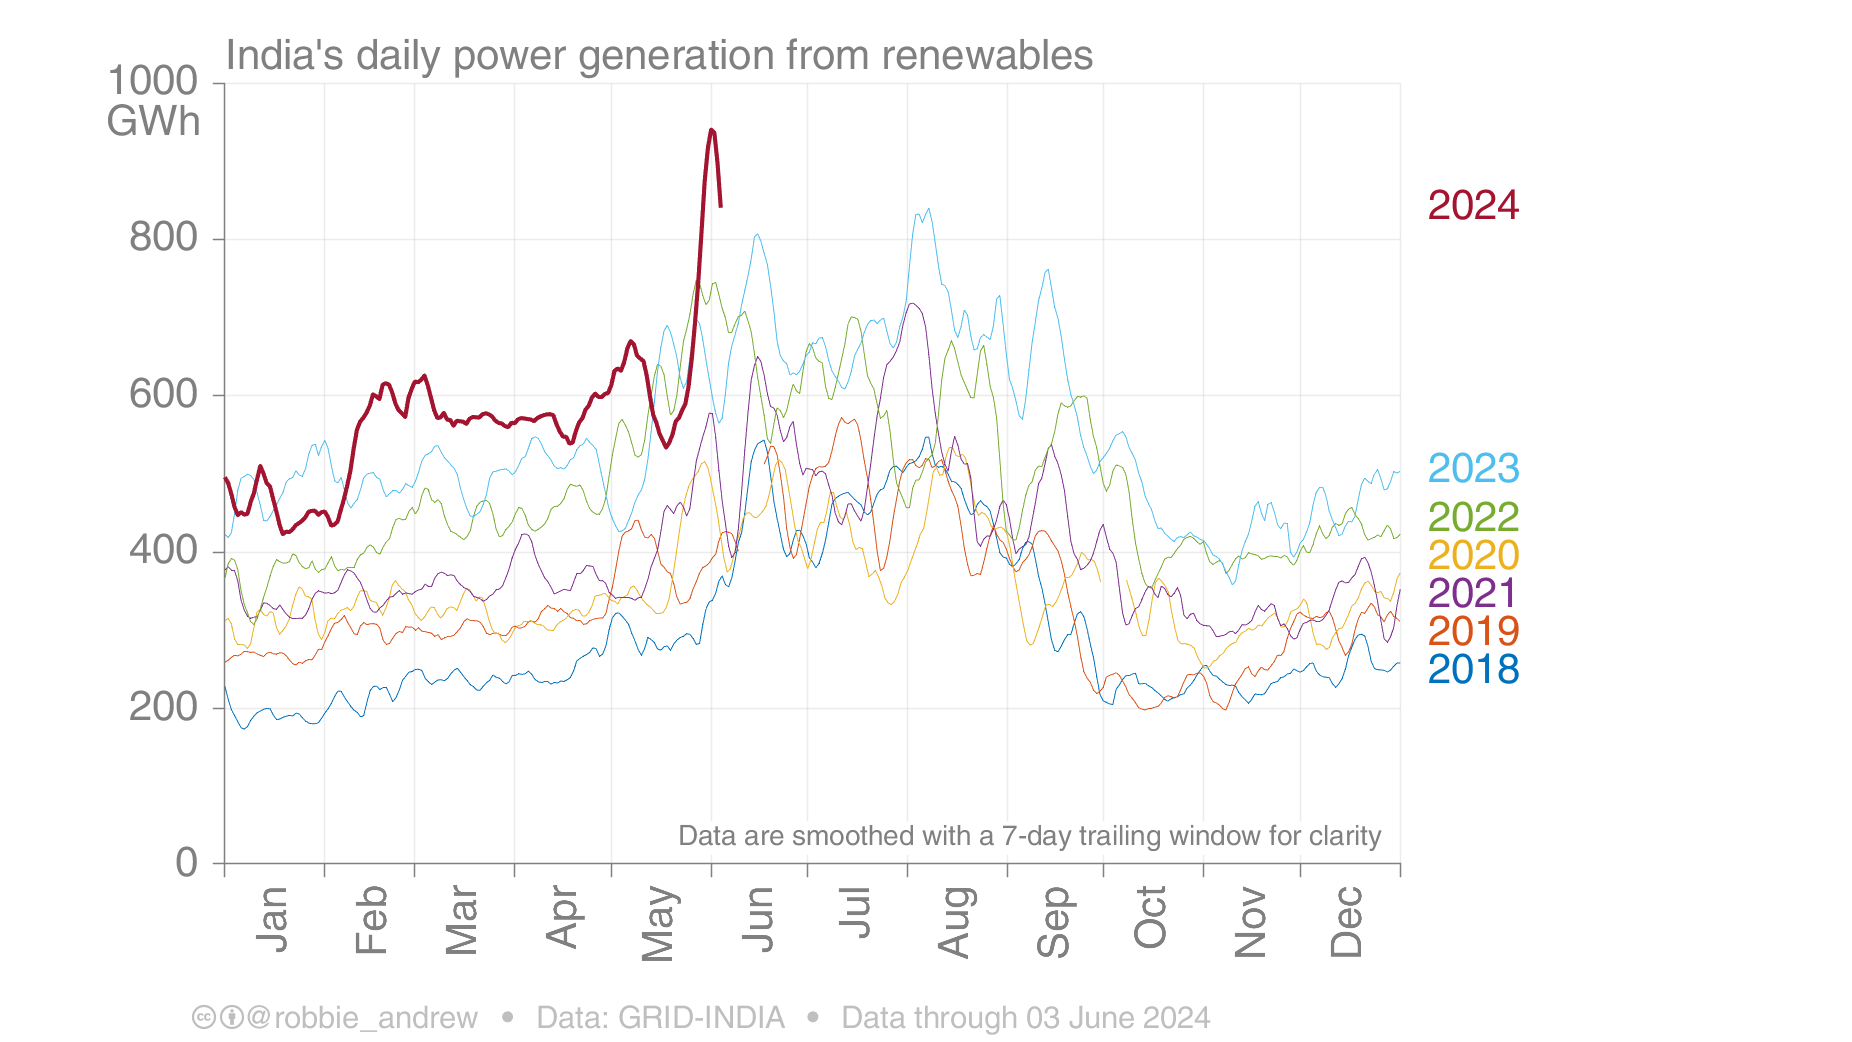 India's daily power generation from renewables
1000
GWh
800
600
400
200
0
2024
2023
2022
2020
2021
2019
2018
Data are smoothed with a 7-day trailing window for clarity
Jan Feb Mar Apr May Jun Jul Aug Sep Oct Nov Dec
@robbie_andrew • Data: GRID-INDIA • Data through 03 June 2024